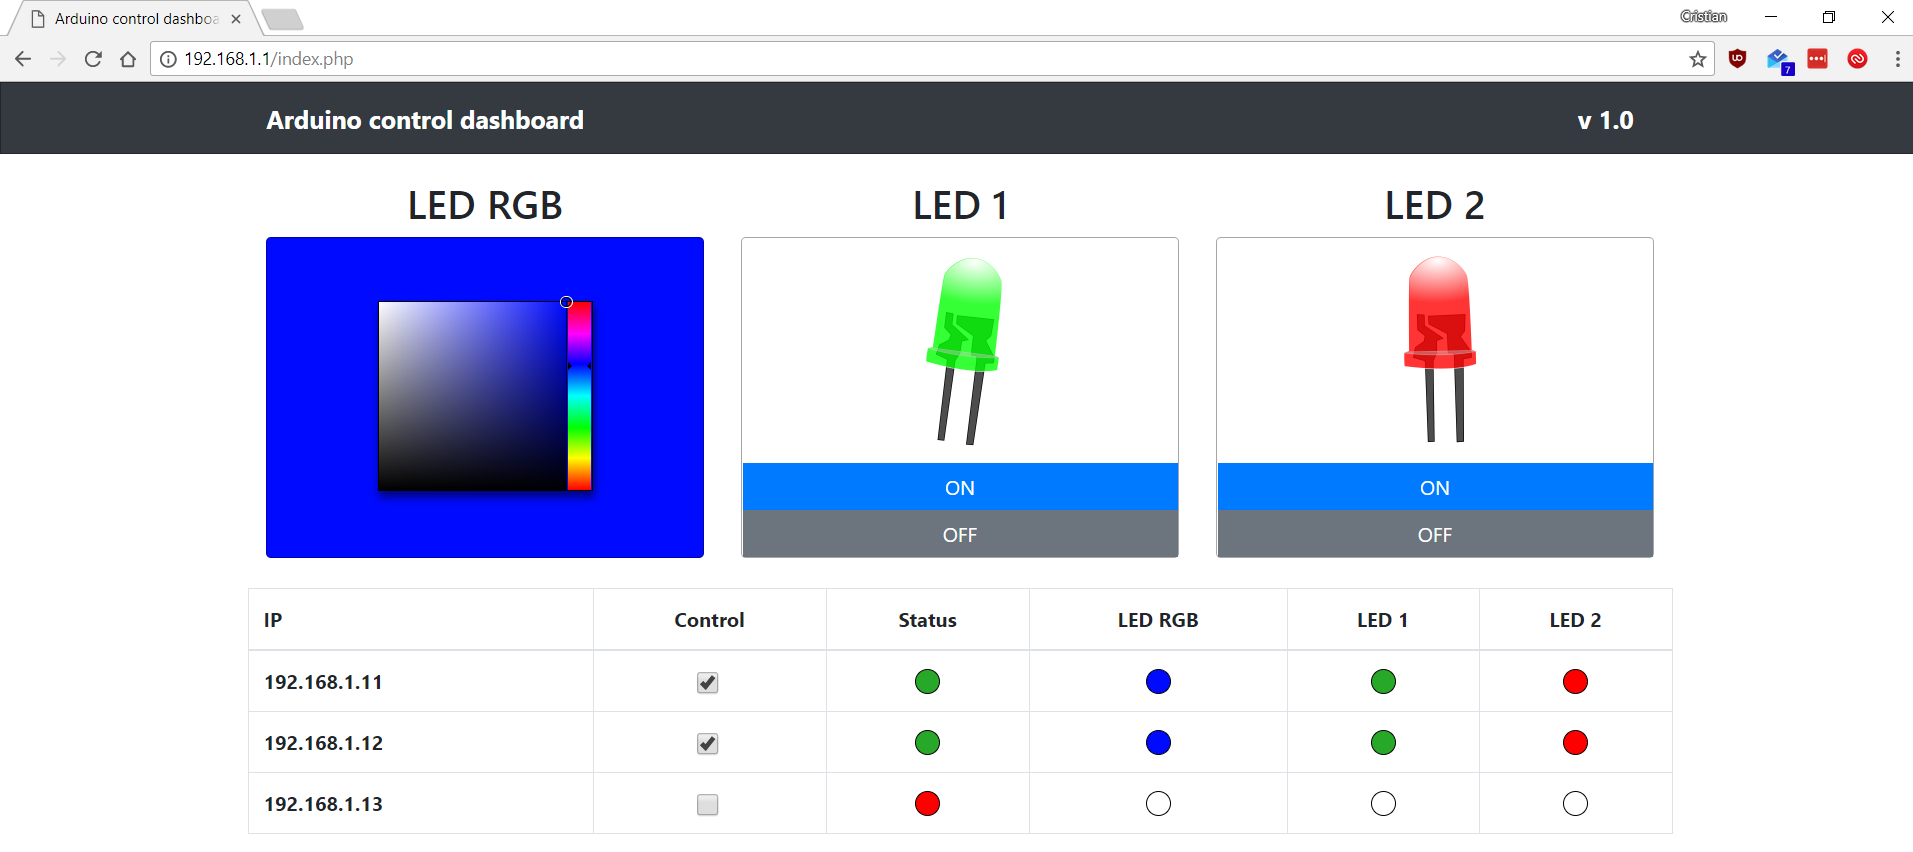 Arduino control dashboa
Cristian
192.168.1.1/index.php
7
Arduino control dashboard
v 1.0
LED RGB
LED 1
LED 2
ON
OFF
ON
OFF
IP Control Status LED RGB LED 1 LED 2
192.168.1.11
192.168.1.12
192.168.1.13